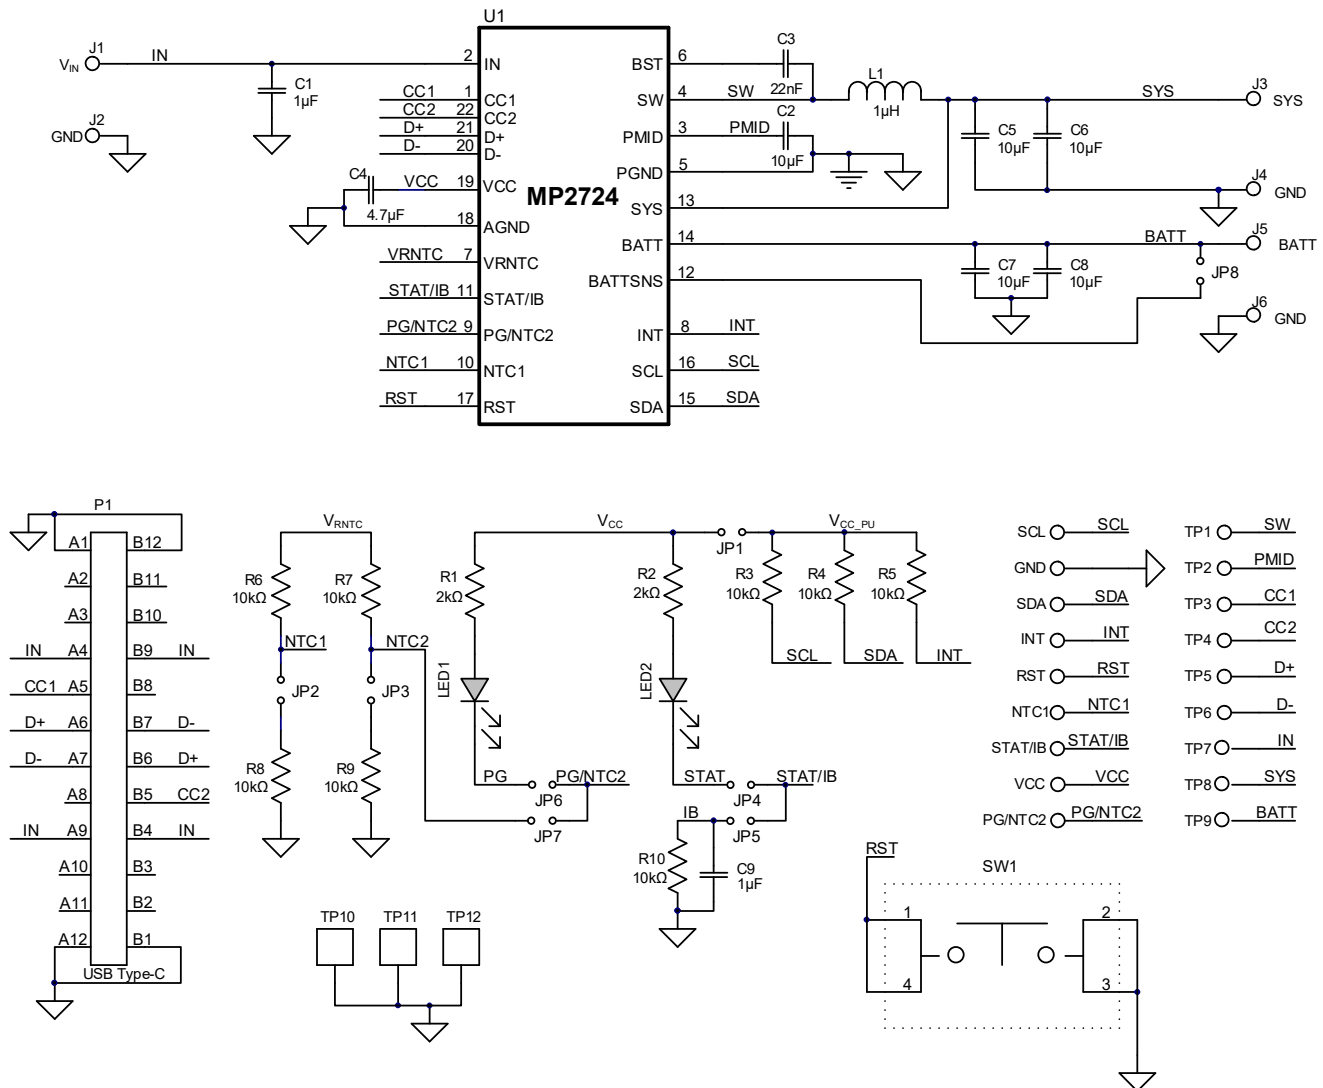 U1
J1
V_IN
IN
2
IN
C1
1µF
J2
GND
CC1
1
CC1
CC2
22
CC2
D+
21
D+
D-
20
D-
C4
VCC
19
VCC
4.7µF
18
AGND
VRNTC
7
VRNTC
STAT/IB
11
STAT/IB
PG/NTC2
9
PG/NTC2
NTC1
10
NTC1
RST
17
RST
MP2724
BST
6
C3
22nF
SW
4
SW
L1
1µH
SYS
J3
SYS
PMID
3
PMID
C2
10µF
C5
10µF
C6
10µF
PGND
5
SYS
13
J4
GND
BATT
14
BATT
J5
BATT
BATTSNS
12
C7
10µF
C8
10µF
JP8
J6
GND
INT
8
INT
SCL
16
SCL
SDA
15
SDA
P1
A1
B12
A2
B11
A3
B10
IN
A4
B9
IN
CC1
A5
B8
D+
A6
B7
D-
D-
A7
B6
D+
A8
B5
CC2
IN
A9
B4
IN
A10
B3
A11
B2
A12
B1
USB Type-C
V_RNTC
R6
10kΩ
R7
10kΩ
NTC1
NTC2
JP2
JP3
R8
10kΩ
R9
10kΩ
V_CC
JP1
V_CC_PU
R1
2kΩ
R2
2kΩ
R3
10kΩ
R4
10kΩ
R5
10kΩ
SCL
SDA
INT
LED1
LED2
PG
PG/NTC2
JP6
JP7
STAT
STAT/IB
JP4
IB
JP5
R10
10kΩ
C9
1µF
TP10
TP11
TP12
SCL
SCL
GND
SDA
SDA
INT
INT
RST
RST
NTC1
NTC1
STAT/IB
STAT/IB
VCC
VCC
PG/NTC2
PG/NTC2
TP1
SW
TP2
PMID
TP3
CC1
TP4
CC2
TP5
D+
TP6
D-
TP7
IN
TP8
SYS
TP9
BATT
RST
SW1
1
2
4
3